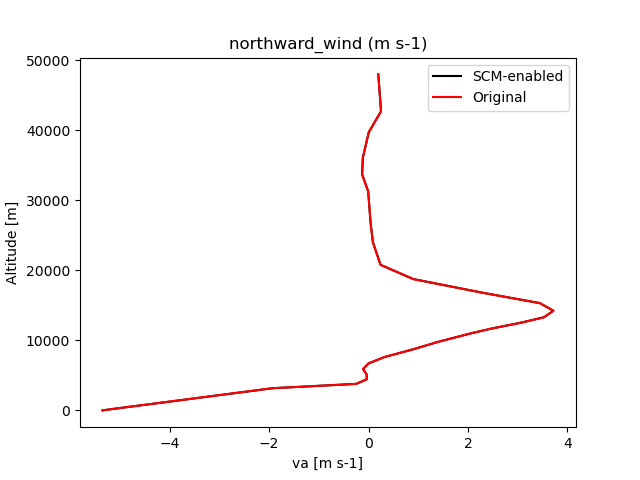 northward_wind (m s-1)
SCM-enabled
Original
50000
40000
30000
20000
10000
0
Altitude [m]
−4
−2
0
2
4
va [m s-1]